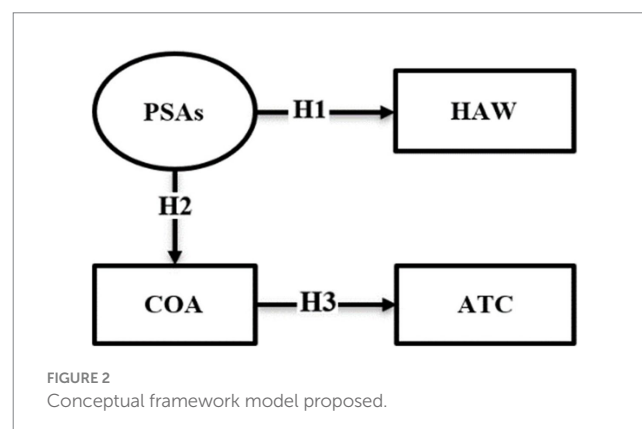 PSAs
H1
HAW
H2
COA
H3
ATC
FIGURE 2
Conceptual framework model proposed.